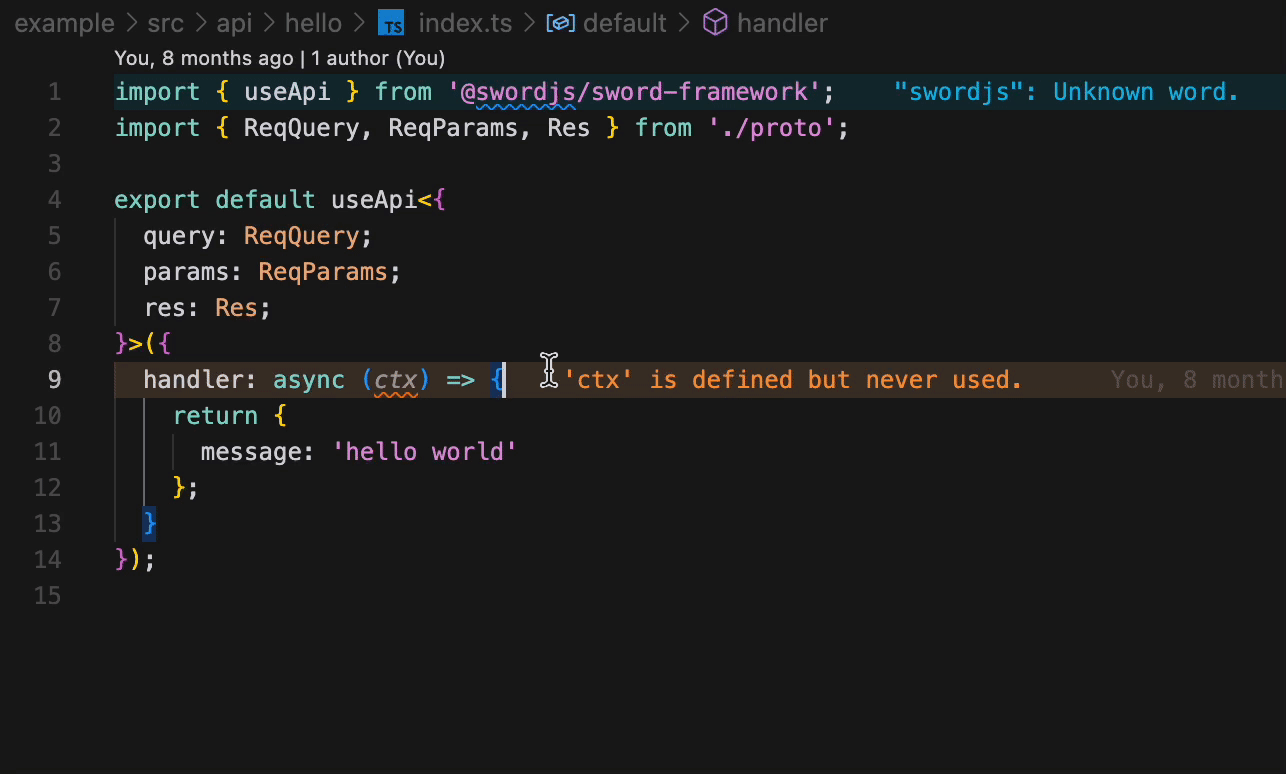 example > src > api > hello > TS index.ts > default > handler
You, 8 months ago | 1 author (You)
1 import { useApi } from '@swordjs/sword-framework'; "swordjs": Unknown word.
2 import { ReqQuery, ReqParams, Res } from './proto';
3
4 export default useApi<{
5 query: ReqQuery;
6 params: ReqParams;
7 res: Res;
8 }>({
9 handler: async (ctx) => { 'ctx' is defined but never used. You, 8 month
10 return {
11 message: 'hello world'
12 };
13 }
14 });
15